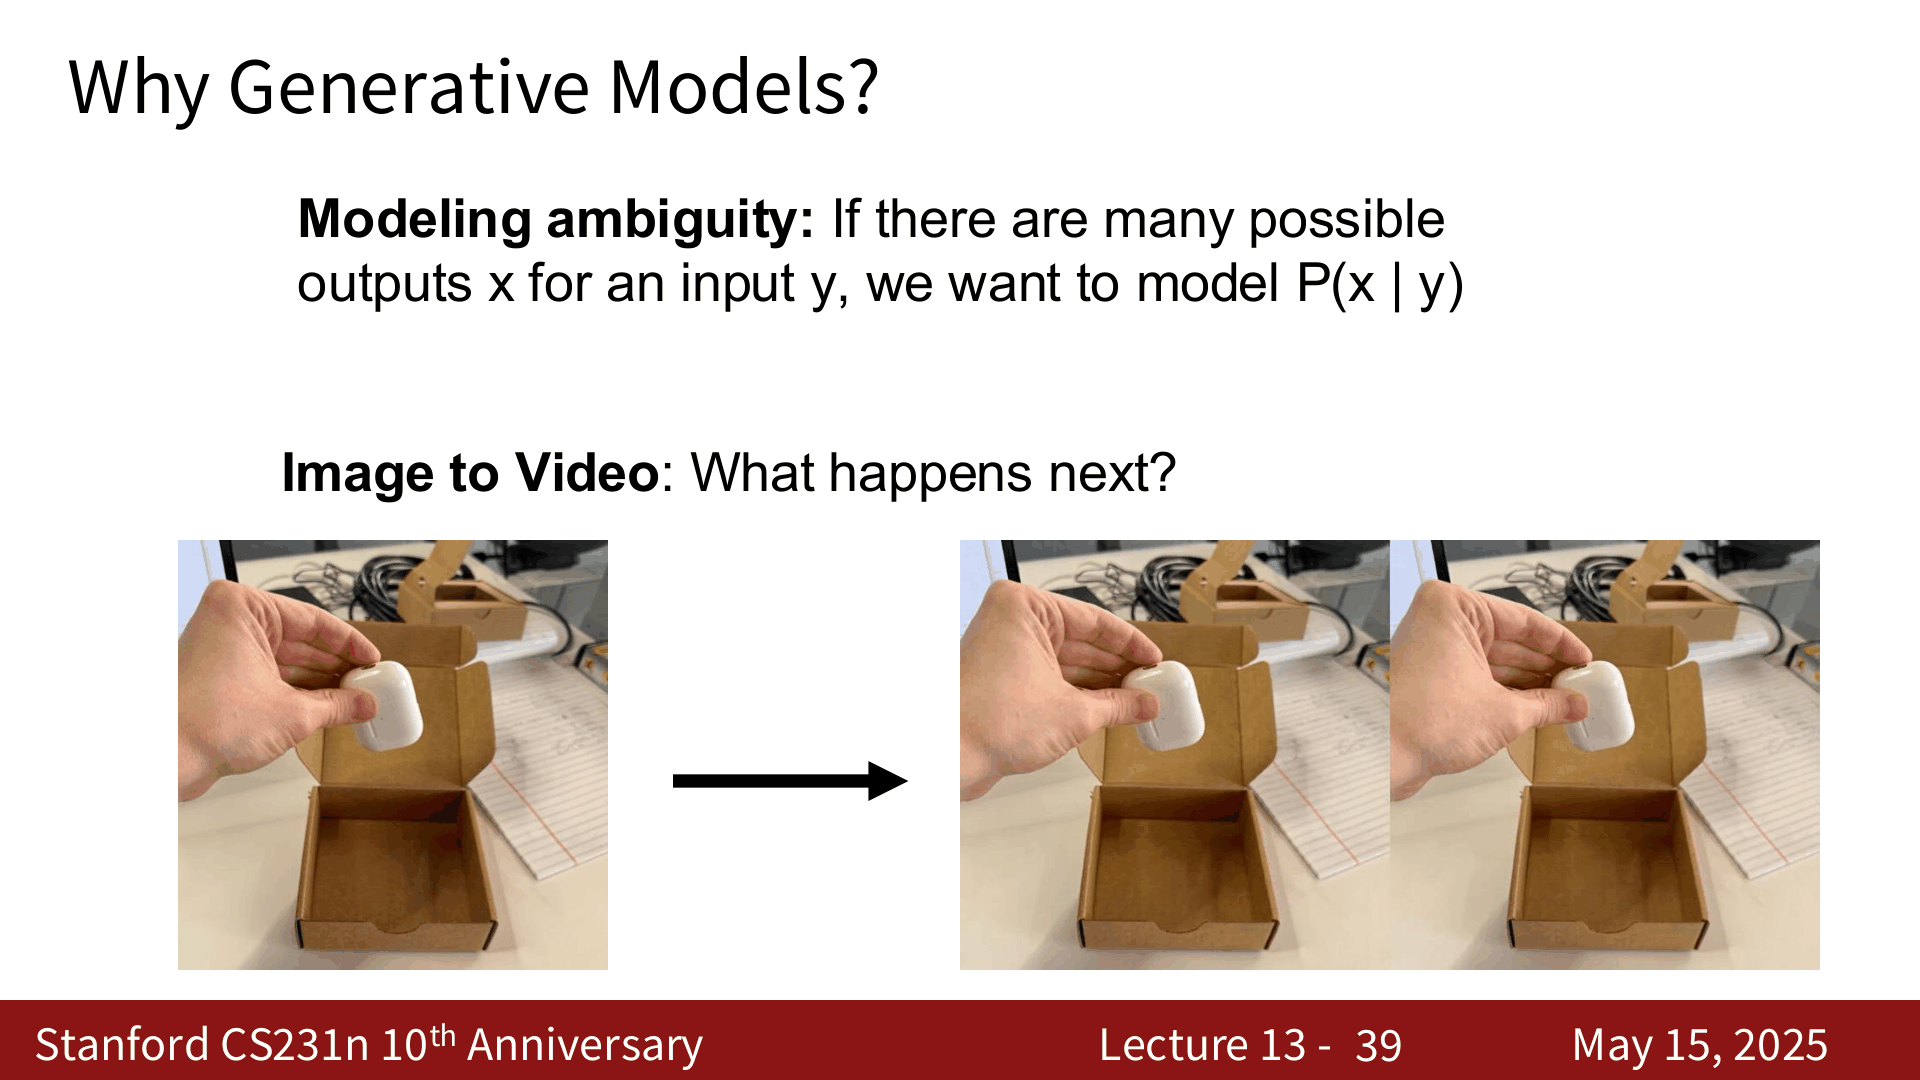 Why Generative Models?
Modeling ambiguity: If there are many possible
outputs x for an input y, we want to model P(x | y)
Image to Video: What happens next?
Stanford CS231n 10th Anniversary
Lecture 13 - 39
May 15, 2025